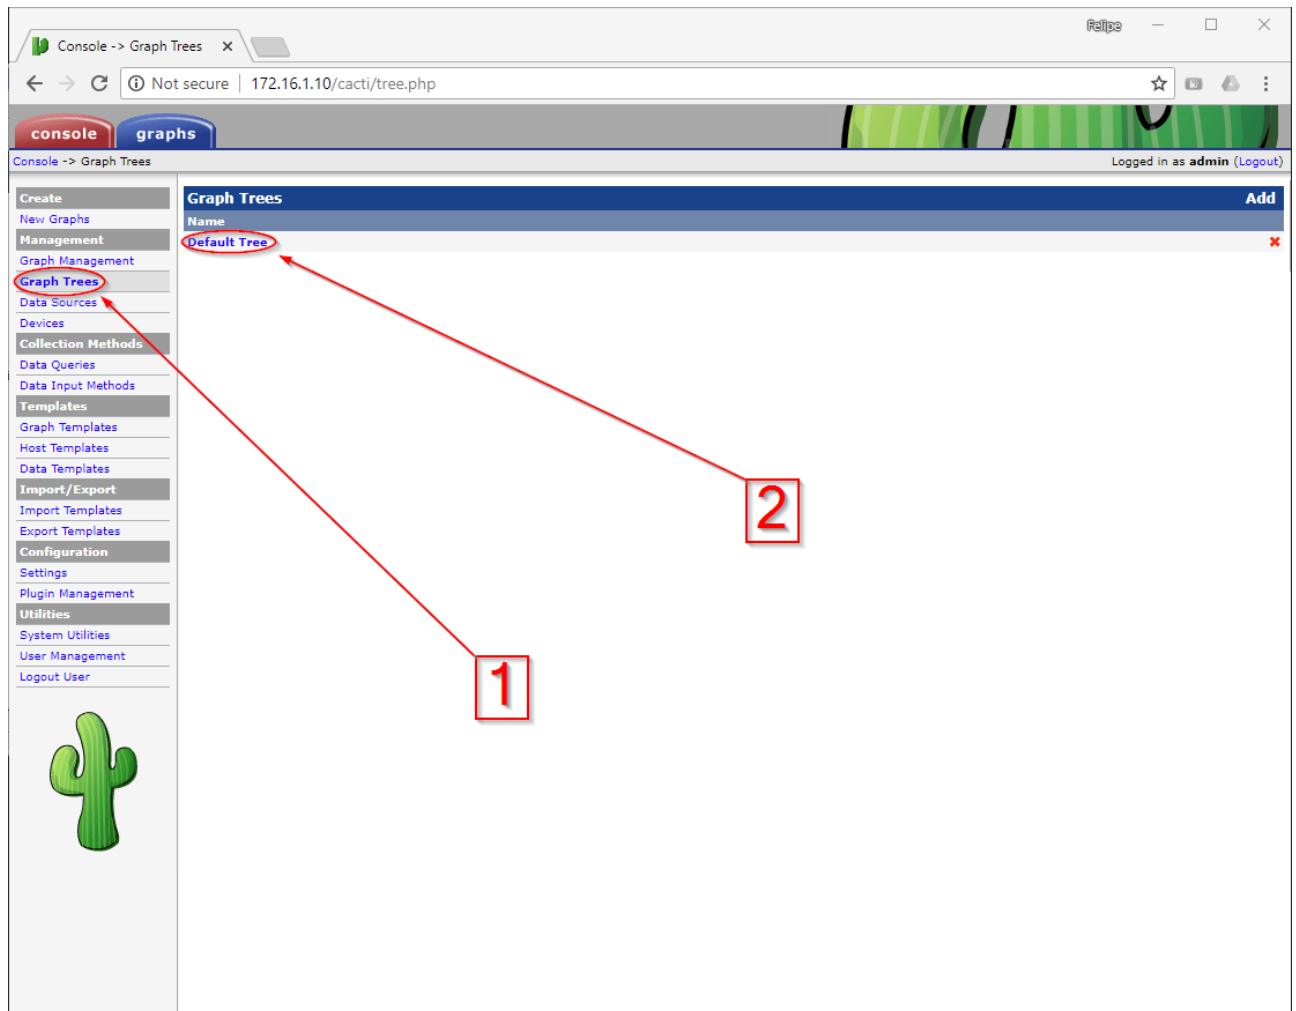 Felipe
Console -> Graph Trees
Not secure | 172.16.1.10/cacti/tree.php
console
graphs
Console -> Graph Trees
Logged in as admin (Logout)
Create
New Graphs
Management
Graph Management
Graph Trees
Data Sources
Devices
Collection Methods
Data Queries
Data Input Methods
Templates
Graph Templates
Host Templates
Data Templates
Import/Export
Import Templates
Export Templates
Configuration
Settings
Plugin Management
Utilities
System Utilities
User Management
Logout User
Graph Trees
Add
Name
Default Tree
2
1